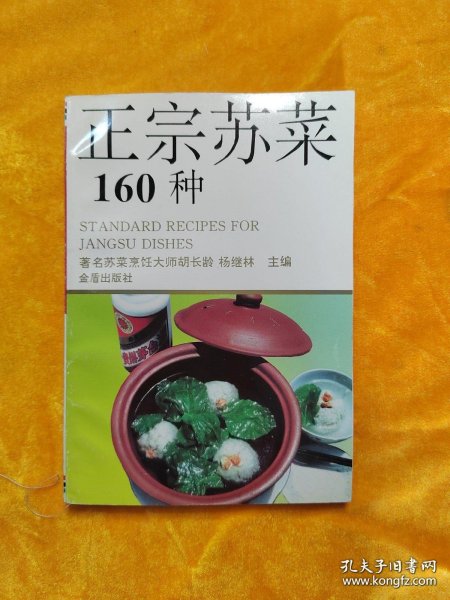 正宗苏菜
160 种
STANDARD RECIPES FOR
JANGSU DISHES
著名苏菜烹饪大师胡长龄 杨继林 主编
金盾出版社
孔夫子旧书网
www.kongfz.com